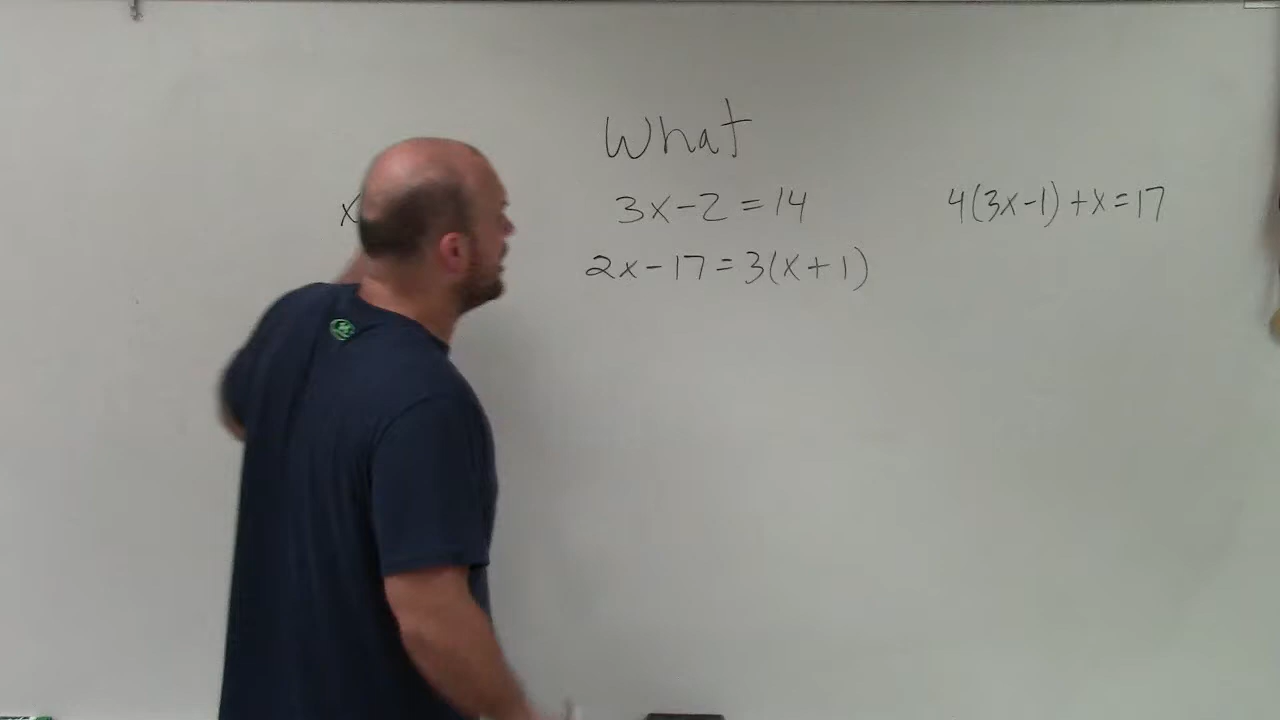 What
x
3x-2=14
4(3x-1)+x=17
2x-17=3(x+1)